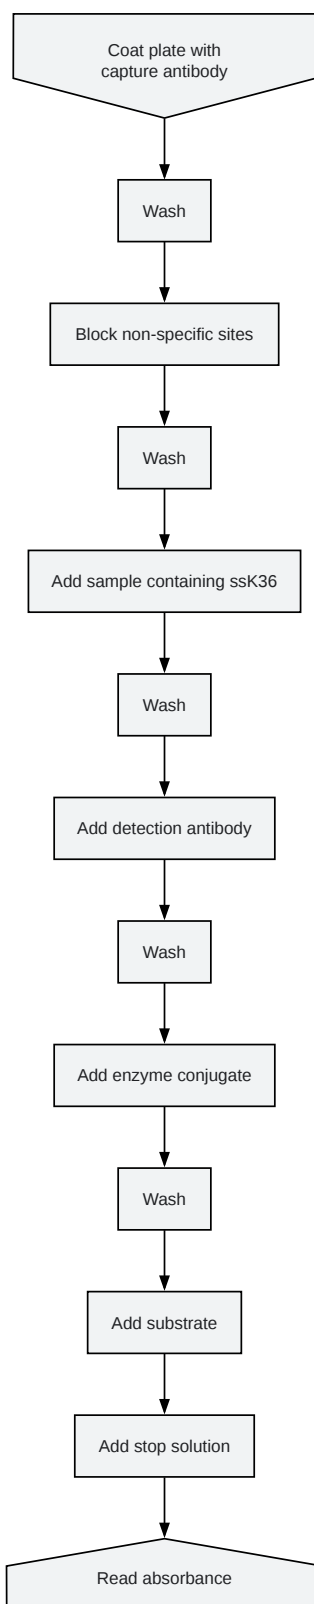 Coat plate with
capture antibody
Wash
Block non-specific sites
Wash
Add sample containing ssK36
Wash
Add detection antibody
Wash
Add enzyme conjugate
Wash
Add substrate
Add stop solution
Read absorbance